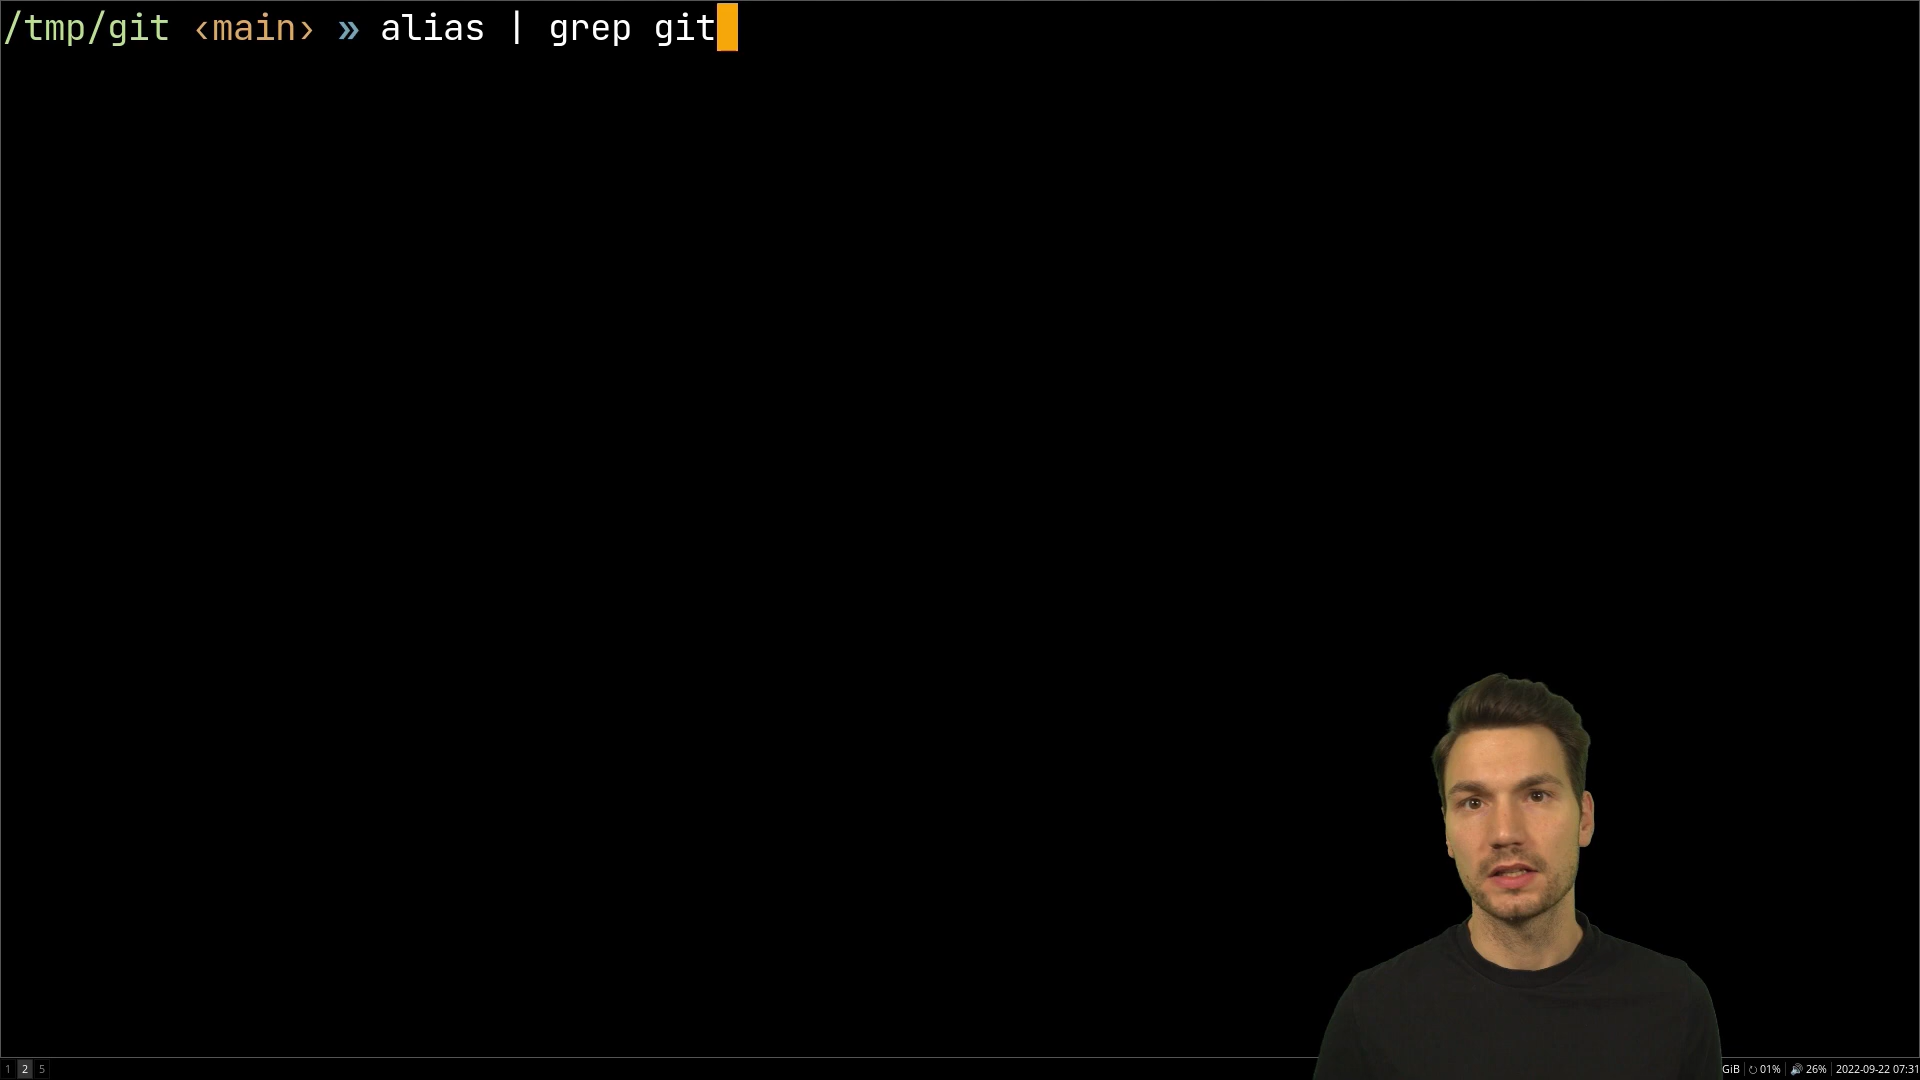 /tmp/git ‹main› » alias | grep git
1 2 5
GiB 01% 26% 2022-09-22 07:31